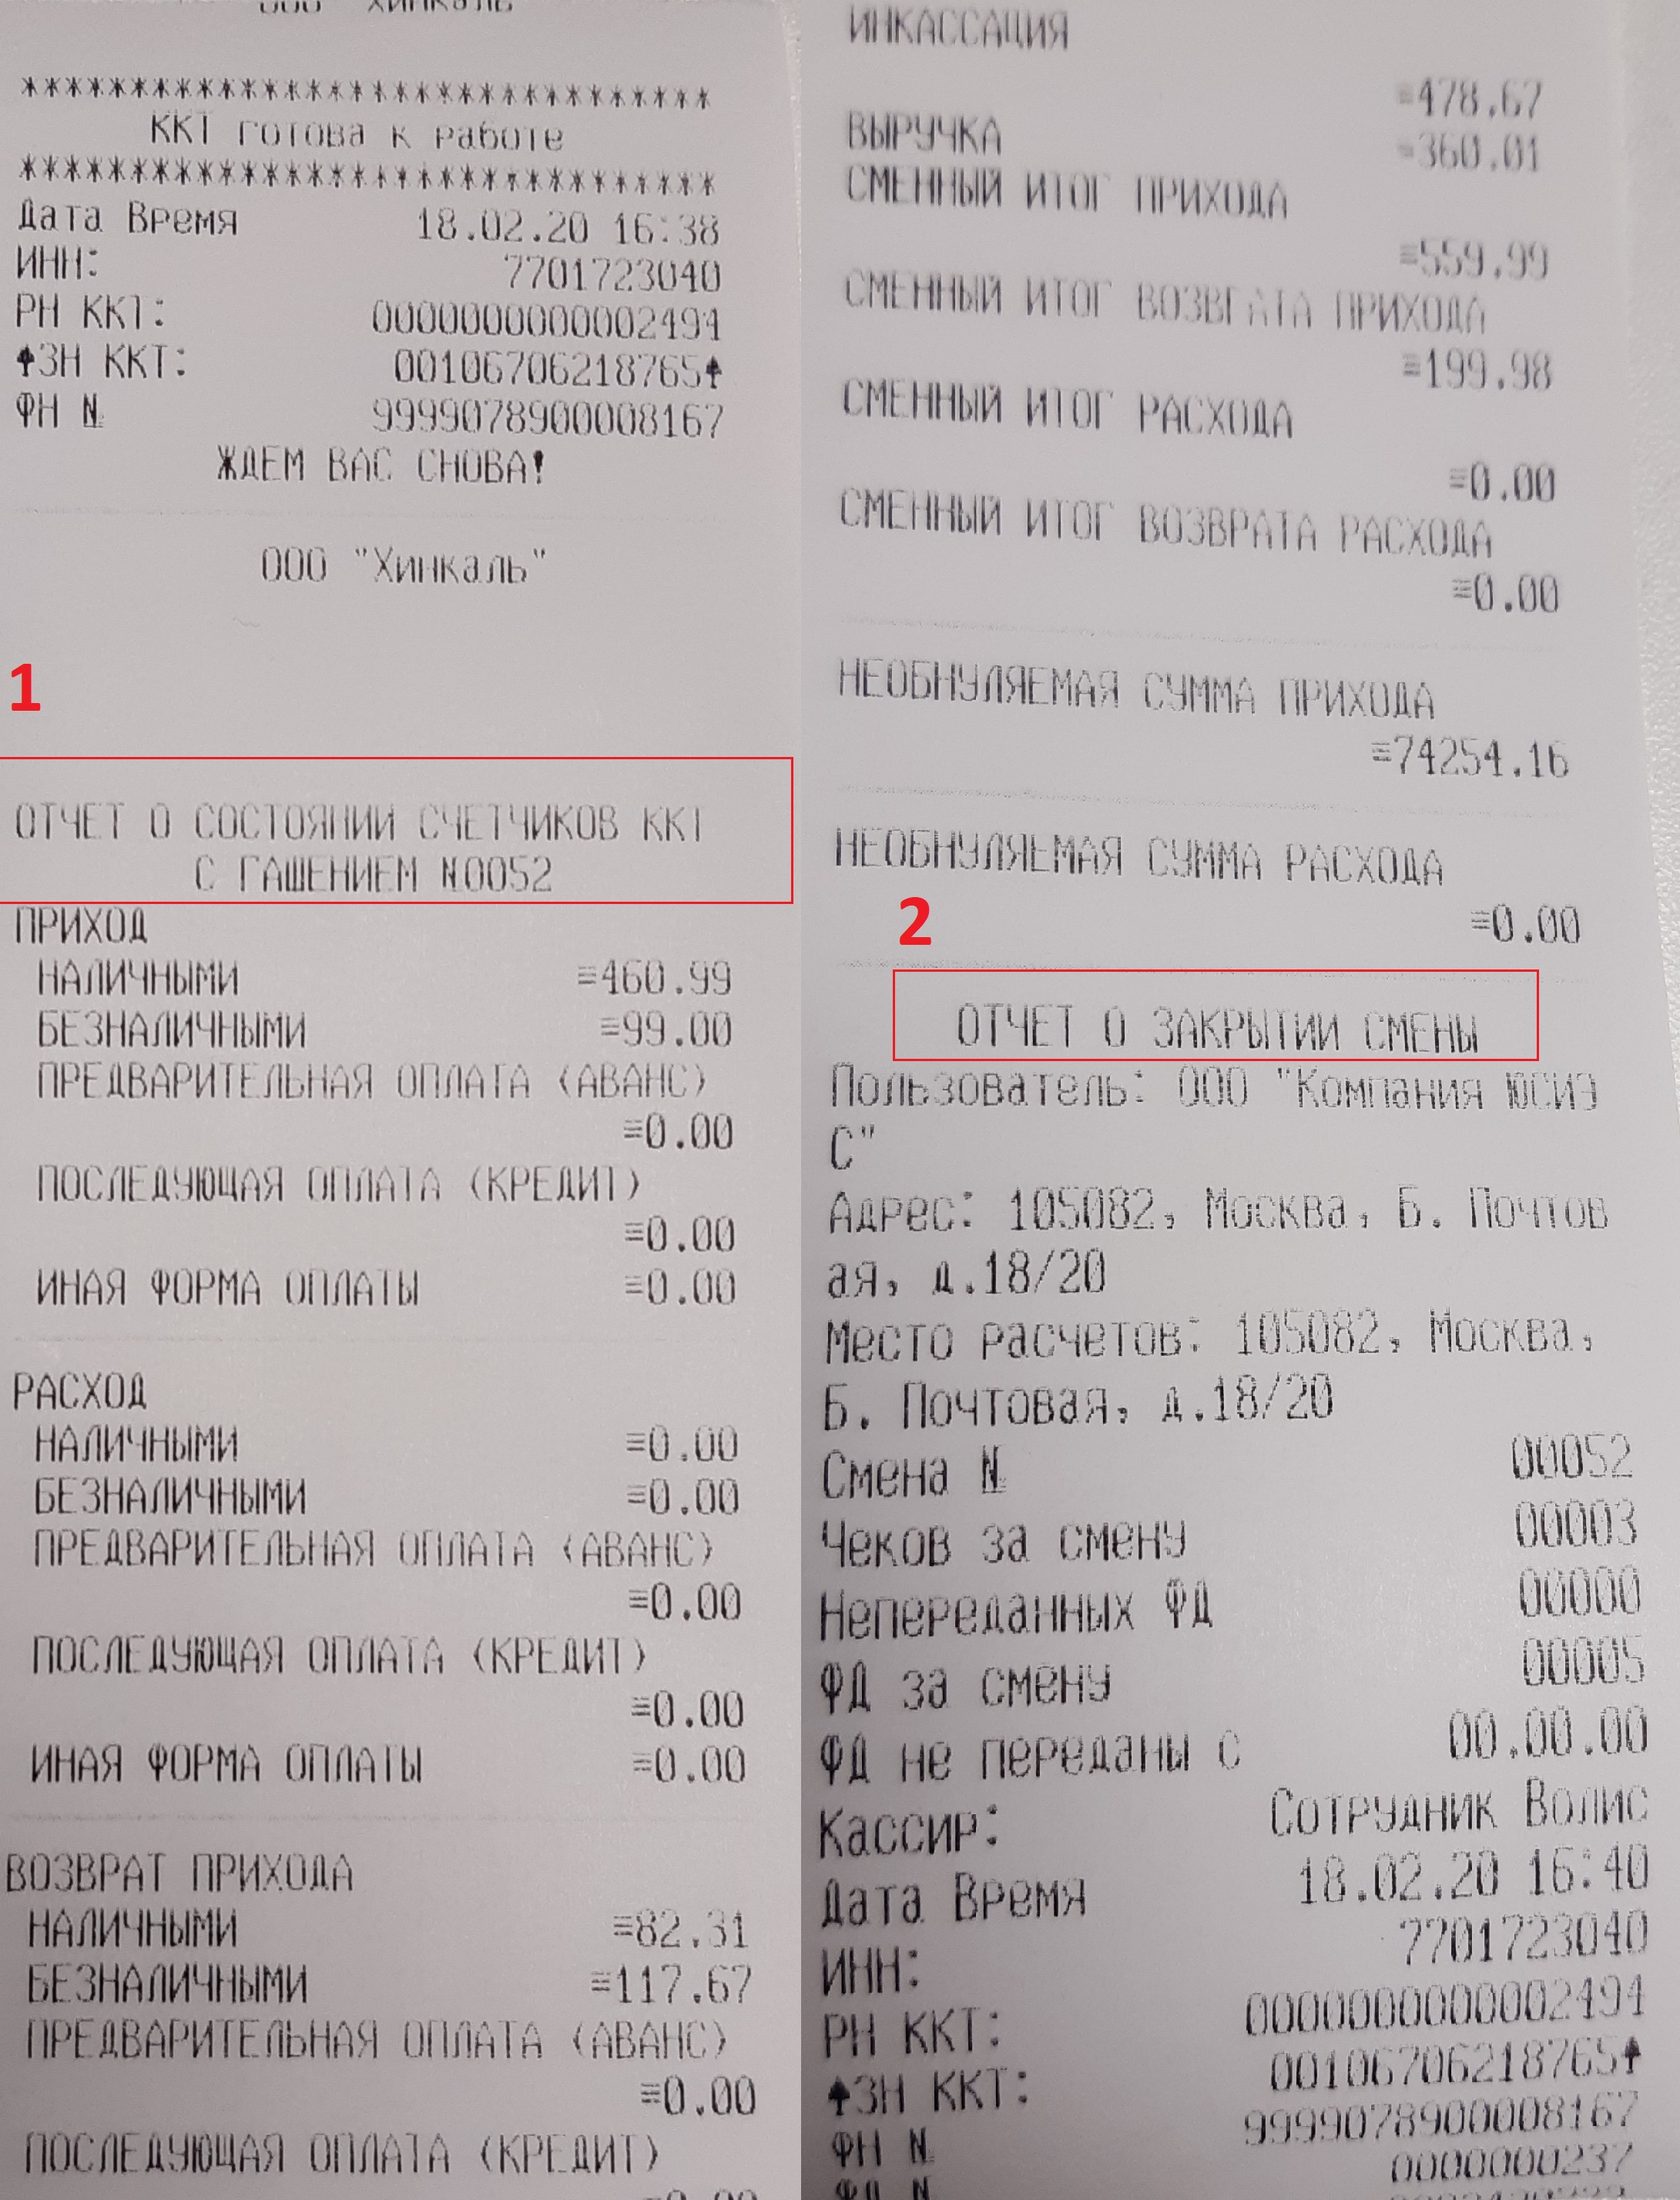 ООО "Хинкаль"
********************************
ККТ готова к работе
********************************
Дата Время 18.02.20 16:38
ИНН: 7701723040
РН ККТ: 0000000000002494
ЗН ККТ: 00106706218765
ФН № 9999078900008167
ЖДЕМ ВАС СНОВА!
ООО "Хинкаль"
1
ОТЧЕТ О СОСТОЯНИИ СЧЕТЧИКОВ ККТ
С ГАШЕНИЕМ №0052
ПРИХОД
НАЛИЧНЫМИ ≡460.99
БЕЗНАЛИЧНЫМИ ≡99.00
ПРЕДВАРИТЕЛЬНАЯ ОПЛАТА (АВАНС)
≡0.00
ПОСЛЕДУЮЩАЯ ОПЛАТА (КРЕДИТ)
≡0.00
ИНАЯ ФОРМА ОПЛАТЫ ≡0.00
РАСХОД
НАЛИЧНЫМИ ≡0.00
БЕЗНАЛИЧНЫМИ ≡0.00
ПРЕДВАРИТЕЛЬНАЯ ОПЛАТА (АВАНС)
≡0.00
ПОСЛЕДУЮЩАЯ ОПЛАТА (КРЕДИТ)
≡0.00
ИНАЯ ФОРМА ОПЛАТЫ ≡0.00
ВОЗВРАТ ПРИХОДА
НАЛИЧНЫМИ ≡82.31
БЕЗНАЛИЧНЫМИ ≡117.67
ПРЕДВАРИТЕЛЬНАЯ ОПЛАТА (АВАНС)
≡0.00
ПОСЛЕДУЮЩАЯ ОПЛАТА (КРЕДИТ)
≡0.00
ИНКАССАЦИЯ
≡478.67
ВЫРУЧКА ≡360.01
СМЕННЫЙ ИТОГ ПРИХОДА
≡559.99
СМЕННЫЙ ИТОГ ВОЗВРАТА ПРИХОДА
≡199.98
СМЕННЫЙ ИТОГ РАСХОДА
≡0.00
СМЕННЫЙ ИТОГ ВОЗВРАТА РАСХОДА
≡0.00
НЕОБНУЛЯЕМАЯ СУММА ПРИХОДА
≡74254.16
НЕОБНУЛЯЕМАЯ СУММА РАСХОДА
≡0.00
2
ОТЧЕТ О ЗАКРЫТИИ СМЕНЫ
Пользователь: ООО "Компания ЮСИЭ
С"
Адрес: 105082, Москва, Б. Почтов
ая, д.18/20
Место расчетов: 105082, Москва,
Б. Почтовая, д.18/20
Смена № 00052
Чеков за смену 00003
Непереданных ФД 00000
ФД за смену 00005
ФД не переданы с 00.00.00
Кассир: Сотрудник Волис
Дата Время 18.02.20 16:40
ИНН: 7701723040
РН ККТ: 0000000000002494
ЗН ККТ: 00106706218765
ФН № 9999078900008167
ФД № 0000000237